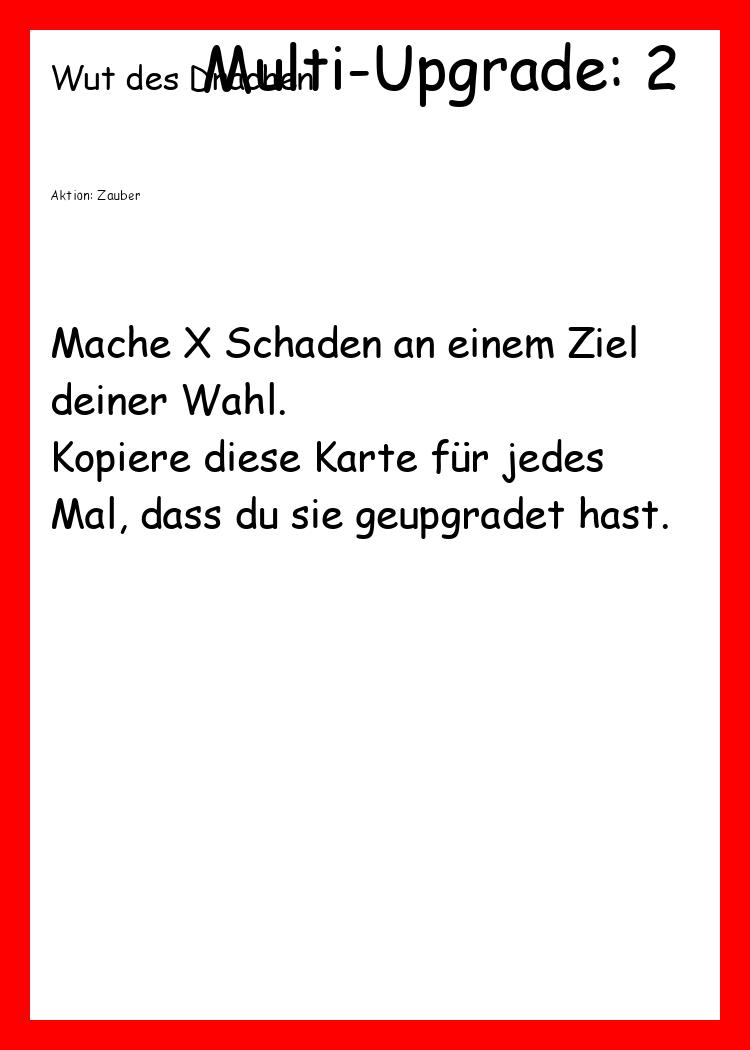 Wut des Drachen
Multi-Upgrade: 2
Aktion: Zauber
Mache X Schaden an einem Ziel
deiner Wahl.
Kopiere diese Karte für jedes
Mal, dass du sie geupgradet hast.